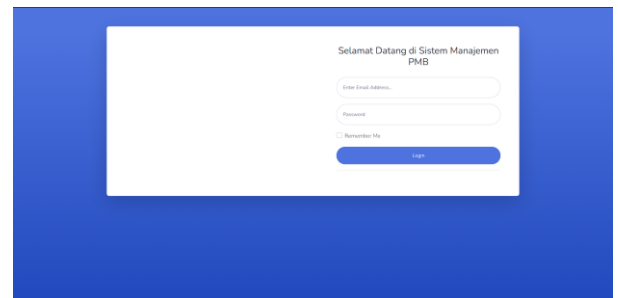 Selamat Datang di Sistem Manajemen
PMB
Enter Email Address...
Password
Remember Me
Login